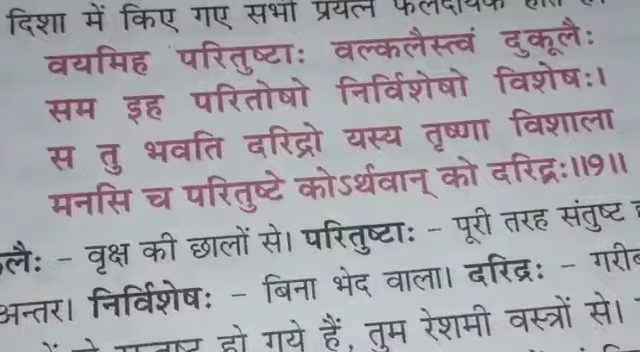 दिशा में किए गए सभी प्रयत्न फलदायक होते
वयमिह परितुष्टाः वल्कलैस्त्वं दुकूलैः
सम इह परितोषो निर्विशेषो विशेषः।
स तु भवति दरिद्रो यस्य तृष्णा विशाला
मनसि च परितुष्टे कोऽर्थवान् को दरिद्रः॥9॥
लैः - वृक्ष की छालों से। परितुष्टाः - पूरी तरह संतुष्ट
अन्तर। निर्विशेषः - बिना भेद वाला। दरिद्रः - गरीब
हो गये हैं, तुम रेशमी वस्त्रों से।